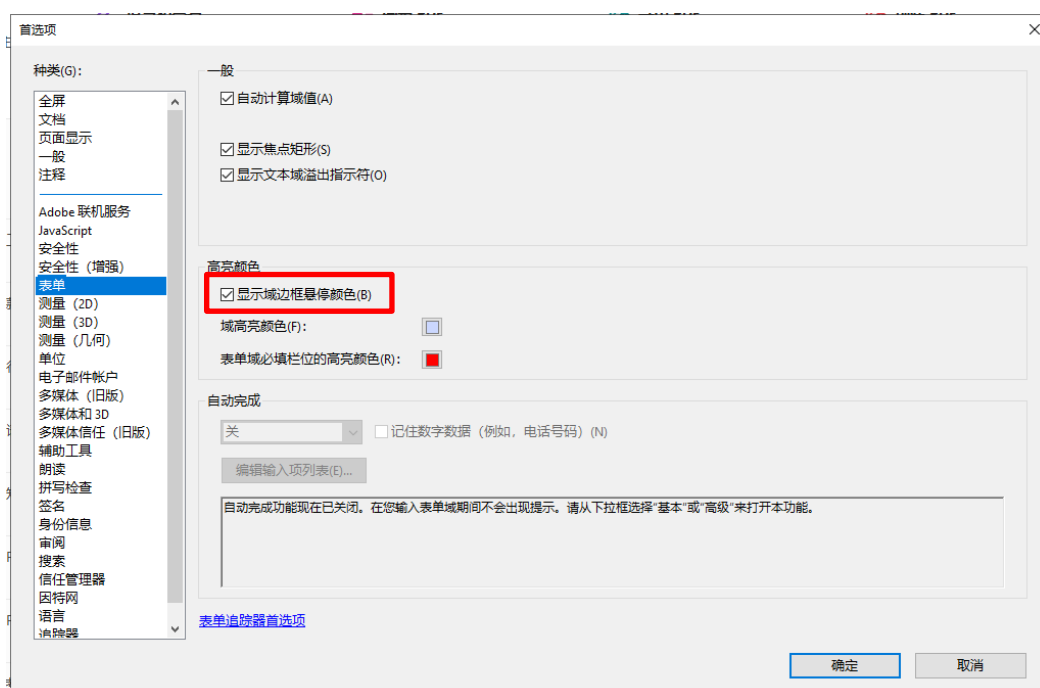 首选项
种类(G):
全屏
文档
页面显示
一般
注释
Adobe 联机服务
JavaScript
安全性
安全性（增强）
表单
测量（2D）
测量（3D）
测量（几何）
单位
电子邮件帐户
多媒体（旧版）
多媒体和 3D
多媒体信任（旧版）
辅助工具
朗读
拼写检查
签名
身份信息
审阅
搜索
信任管理器
因特网
语言
追踪器
一般
自动计算域值(A)
显示焦点矩形(S)
显示文本域溢出指示符(O)
高亮颜色
显示域边框悬停颜色(B)
域高亮颜色(F):
表单域必填栏位的高亮颜色(R):
自动完成
关
记住数字数据（例如，电话号码）(N)
编辑输入项列表(E)...
自动完成功能现在已关闭。在您输入表单域期间不会出现提示。请从下拉框选择“基本”或“高级”来打开本功能。
表单追踪器首选项
确定
取消